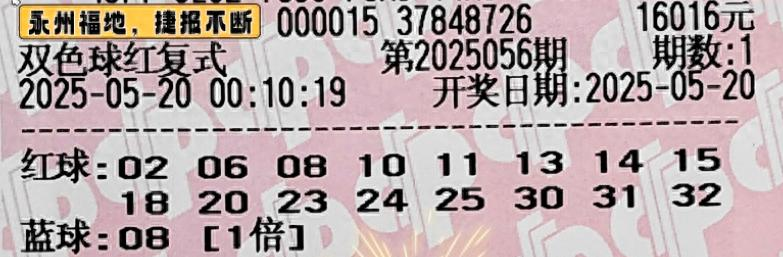 永州福地，捷报不断
000015 37848726 16016元
双色球红复式 第2025056期 期数:1
2025-05-20 00:10:19 开奖日期:2025-05-20
红球:02 06 08 10 11 13 14 15
18 20 23 24 25 30 31 32
蓝球:08 [1倍]